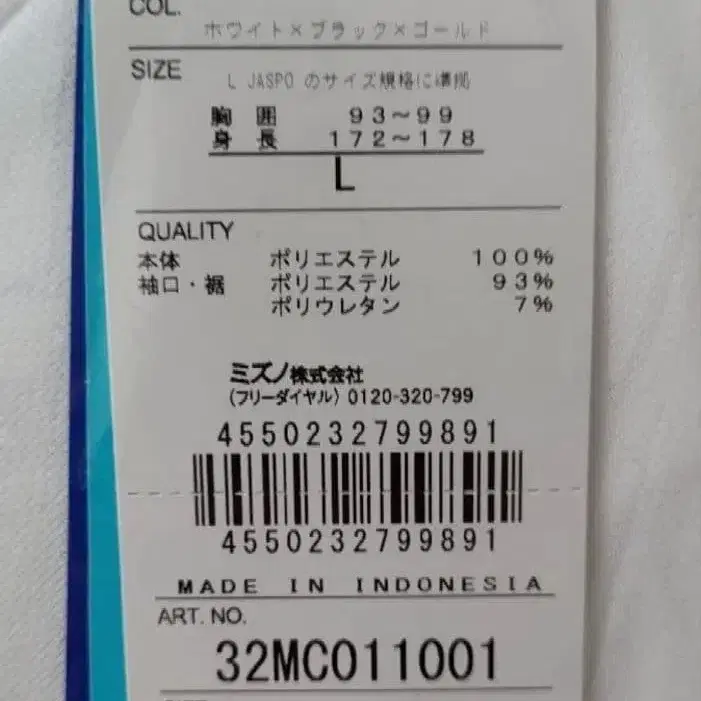 COL.
ホワイト×ブラック×ゴールド
SIZE
L JASPO のサイズ規格に準拠
胸 囲 93〜99
身 長 172〜178
L
QUALITY
本体 ポリエステル 100%
袖口・裾 ポリエステル 93%
ポリウレタン 7%
ミズノ株式会社
(フリーダイヤル) 0120-320-799
4550232799891
4550232799891
MADE IN INDONESIA
ART. NO.
32MC011001